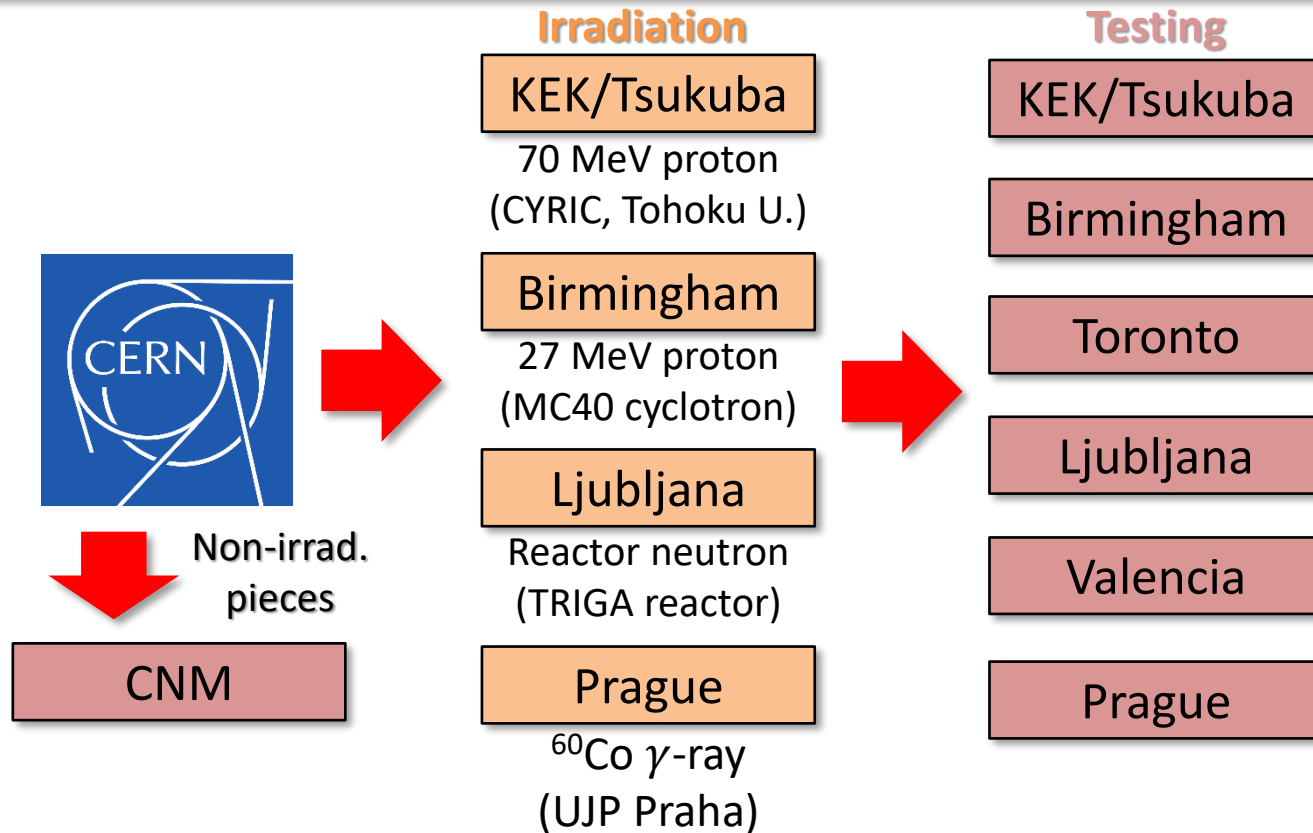 Irradiation
KEK/Tsukuba
70 MeV proton
(CYRIC, Tohoku U.)
Birmingham
27 MeV proton
(MC40 cyclotron)
Ljubljana
Reactor neutron
(TRIGA reactor)
Prague
⁶⁰Co γ-ray
(UJP Praha)
CERN
Non-irrad.
pieces
CNM
Testing
KEK/Tsukuba
Birmingham
Toronto
Ljubljana
Valencia
Prague